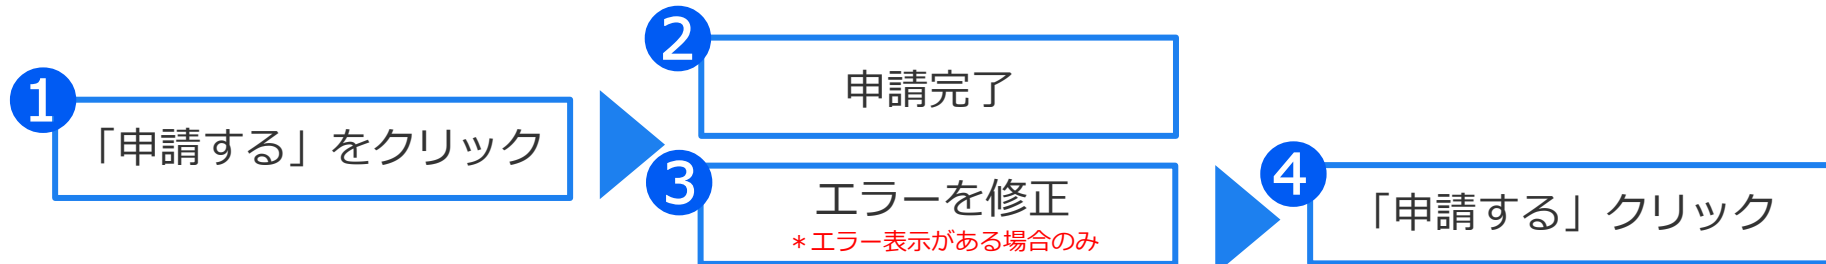 1
「申請する」をクリック
2
申請完了
3
エラーを修正
＊エラー表示がある場合のみ
4
「申請する」クリック